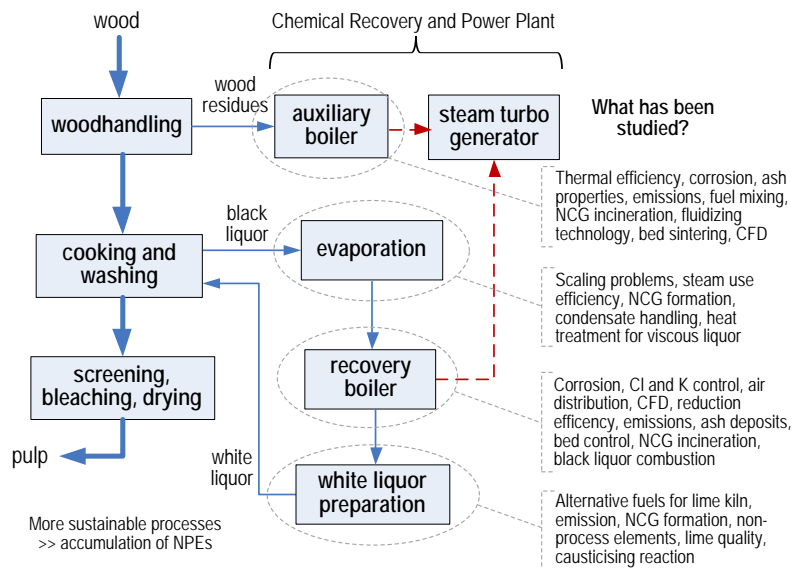 wood
Chemical Recovery and Power Plant
wood
residues
woodhandling
auxiliary
boiler
steam turbo
generator
What has been
studied?
Thermal efficiency, corrosion, ash
properties, emissions, fuel mixing,
NCG incineration, fluidizing
technology, bed sintering, CFD
black
liquor
cooking and
washing
evaporation
Scaling problems, steam use
efficiency, NCG formation,
condensate handling, heat
treatment for viscous liquor
screening,
bleaching, drying
recovery
boiler
Corrosion, Cl and K control, air
distribution, CFD, reduction
efficency, emissions, ash deposits,
bed control, NCG incineration,
black liquor combustion
pulp
white
liquor
white liquor
preparation
Alternative fuels for lime kiln,
emission, NCG formation, non-
process elements, lime quality,
causticising reaction
More sustainable processes
>> accumulation of NPEs